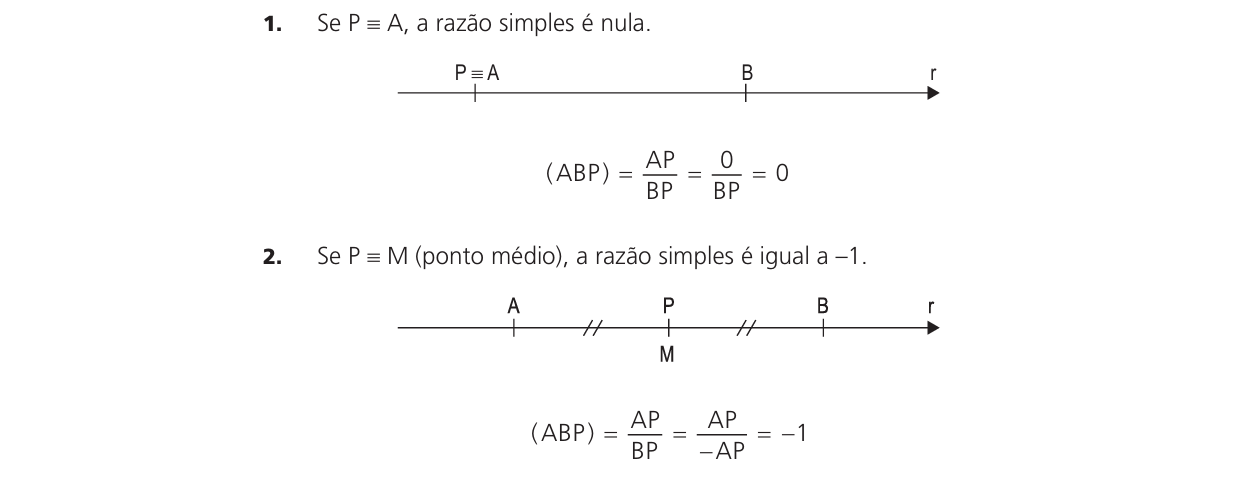 1. Se P ≡ A, a razão simples é nula.
P ≡ A B r
(ABP) = AP/BP = 0/BP = 0
2. Se P ≡ M (ponto médio), a razão simples é igual a –1.
A P B r
M
(ABP) = AP/BP = AP/–AP = –1